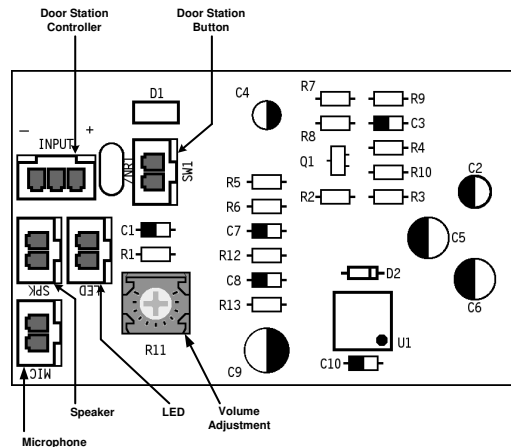 Door Station
Controller
Door Station
Button
D1
C4
R7
R9
R8
C3
− +
INPUT
ZNR1
SW1
Q1
R4
R10
R5
R6
R2
R3
C2
C1
C7
C5
R1
R12
SPK
LED
C8
D2
C6
R13
R11
C9
U1
MIC
C10
Speaker
LED
Volume
Adjustment
Microphone